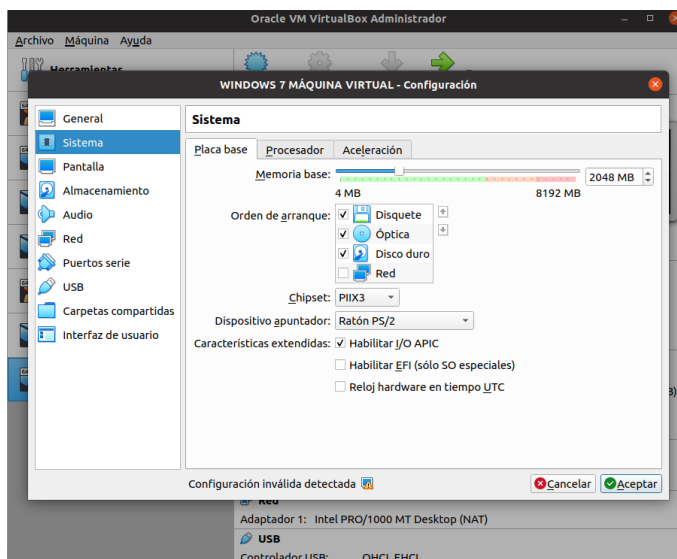 Oracle VM VirtualBox Administrador
Archivo Máquina Ayuda
Herramientas
WINDOWS 7 MÁQUINA VIRTUAL - Configuración
General
Sistema
Pantalla
Almacenamiento
Audio
Red
Puertos serie
USB
Carpetas compartidas
Interfaz de usuario
Sistema
Placa base Procesador Aceleración
Memoria base: 2048 MB
4 MB 8192 MB
Orden de arranque: Disquete
Óptica
Disco duro
Red
Chipset: PIIX3
Dispositivo apuntador: Ratón PS/2
Características extendidas: Habilitar I/O APIC
Habilitar EFI (sólo SO especiales)
Reloj hardware en tiempo UTC
Configuración inválida detectada Cancelar Aceptar
Red
Adaptador 1: Intel PRO/1000 MT Desktop (NAT)
USB
Controlador USB: OHCI, EHCI